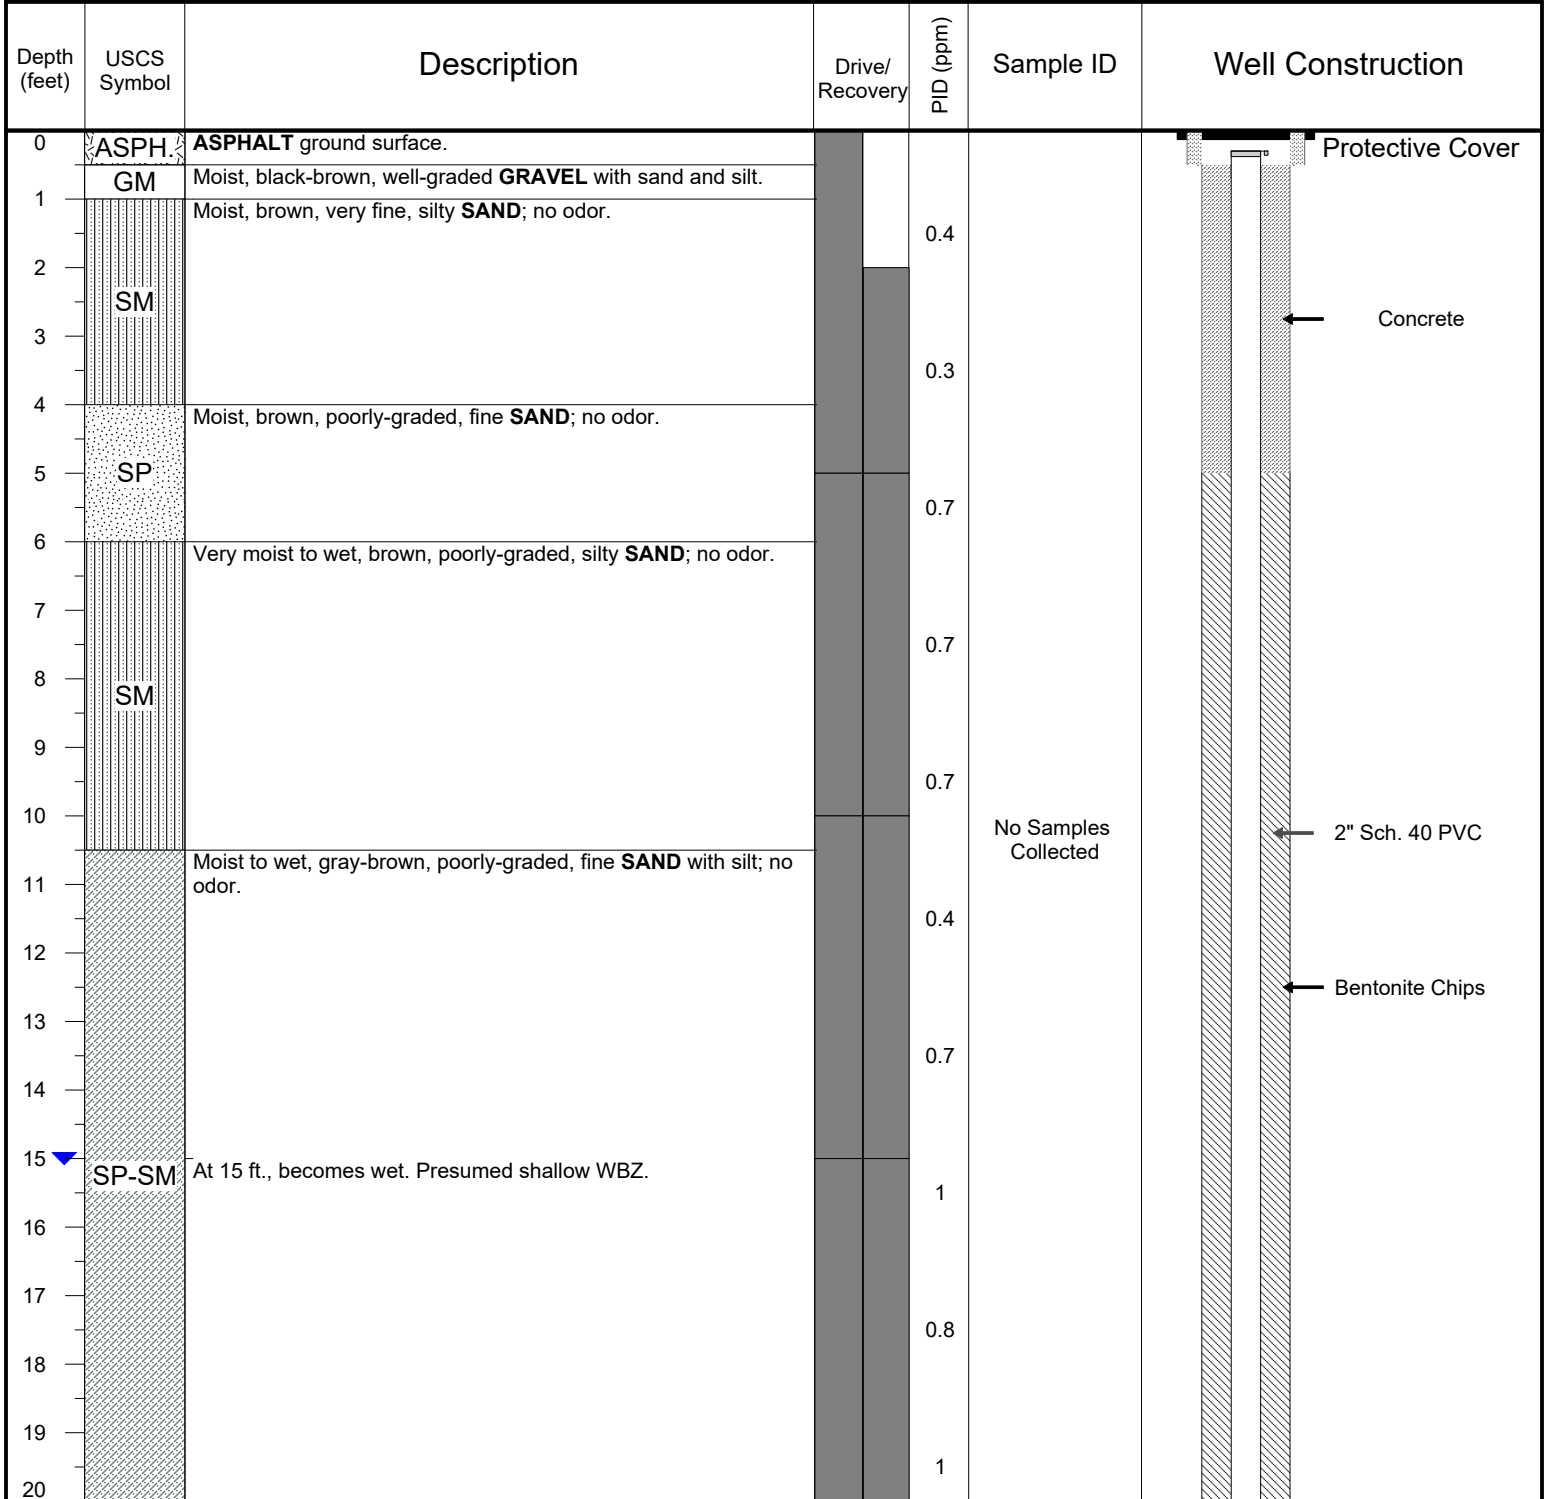 Depth
(feet)
USCS
Symbol
Description
Drive/
Recovery
PID (ppm)
Sample ID
Well Construction
0
ASPH.
ASPHALT ground surface.
Protective Cover
GM
Moist, black-brown, well-graded GRAVEL with sand and silt.
1
Moist, brown, very fine, silty SAND; no odor.
0.4
2
SM
Concrete
3
0.3
4
Moist, brown, poorly-graded, fine SAND; no odor.
5
SP
0.7
6
Very moist to wet, brown, poorly-graded, silty SAND; no odor.
7
0.7
8
SM
9
0.7
10
No Samples
Collected
2" Sch. 40 PVC
Moist to wet, gray-brown, poorly-graded, fine SAND with silt; no
odor.
11
0.4
12
Bentonite Chips
13
0.7
14
15
SP-SM
At 15 ft., becomes wet. Presumed shallow WBZ.
1
16
17
0.8
18
19
1
20